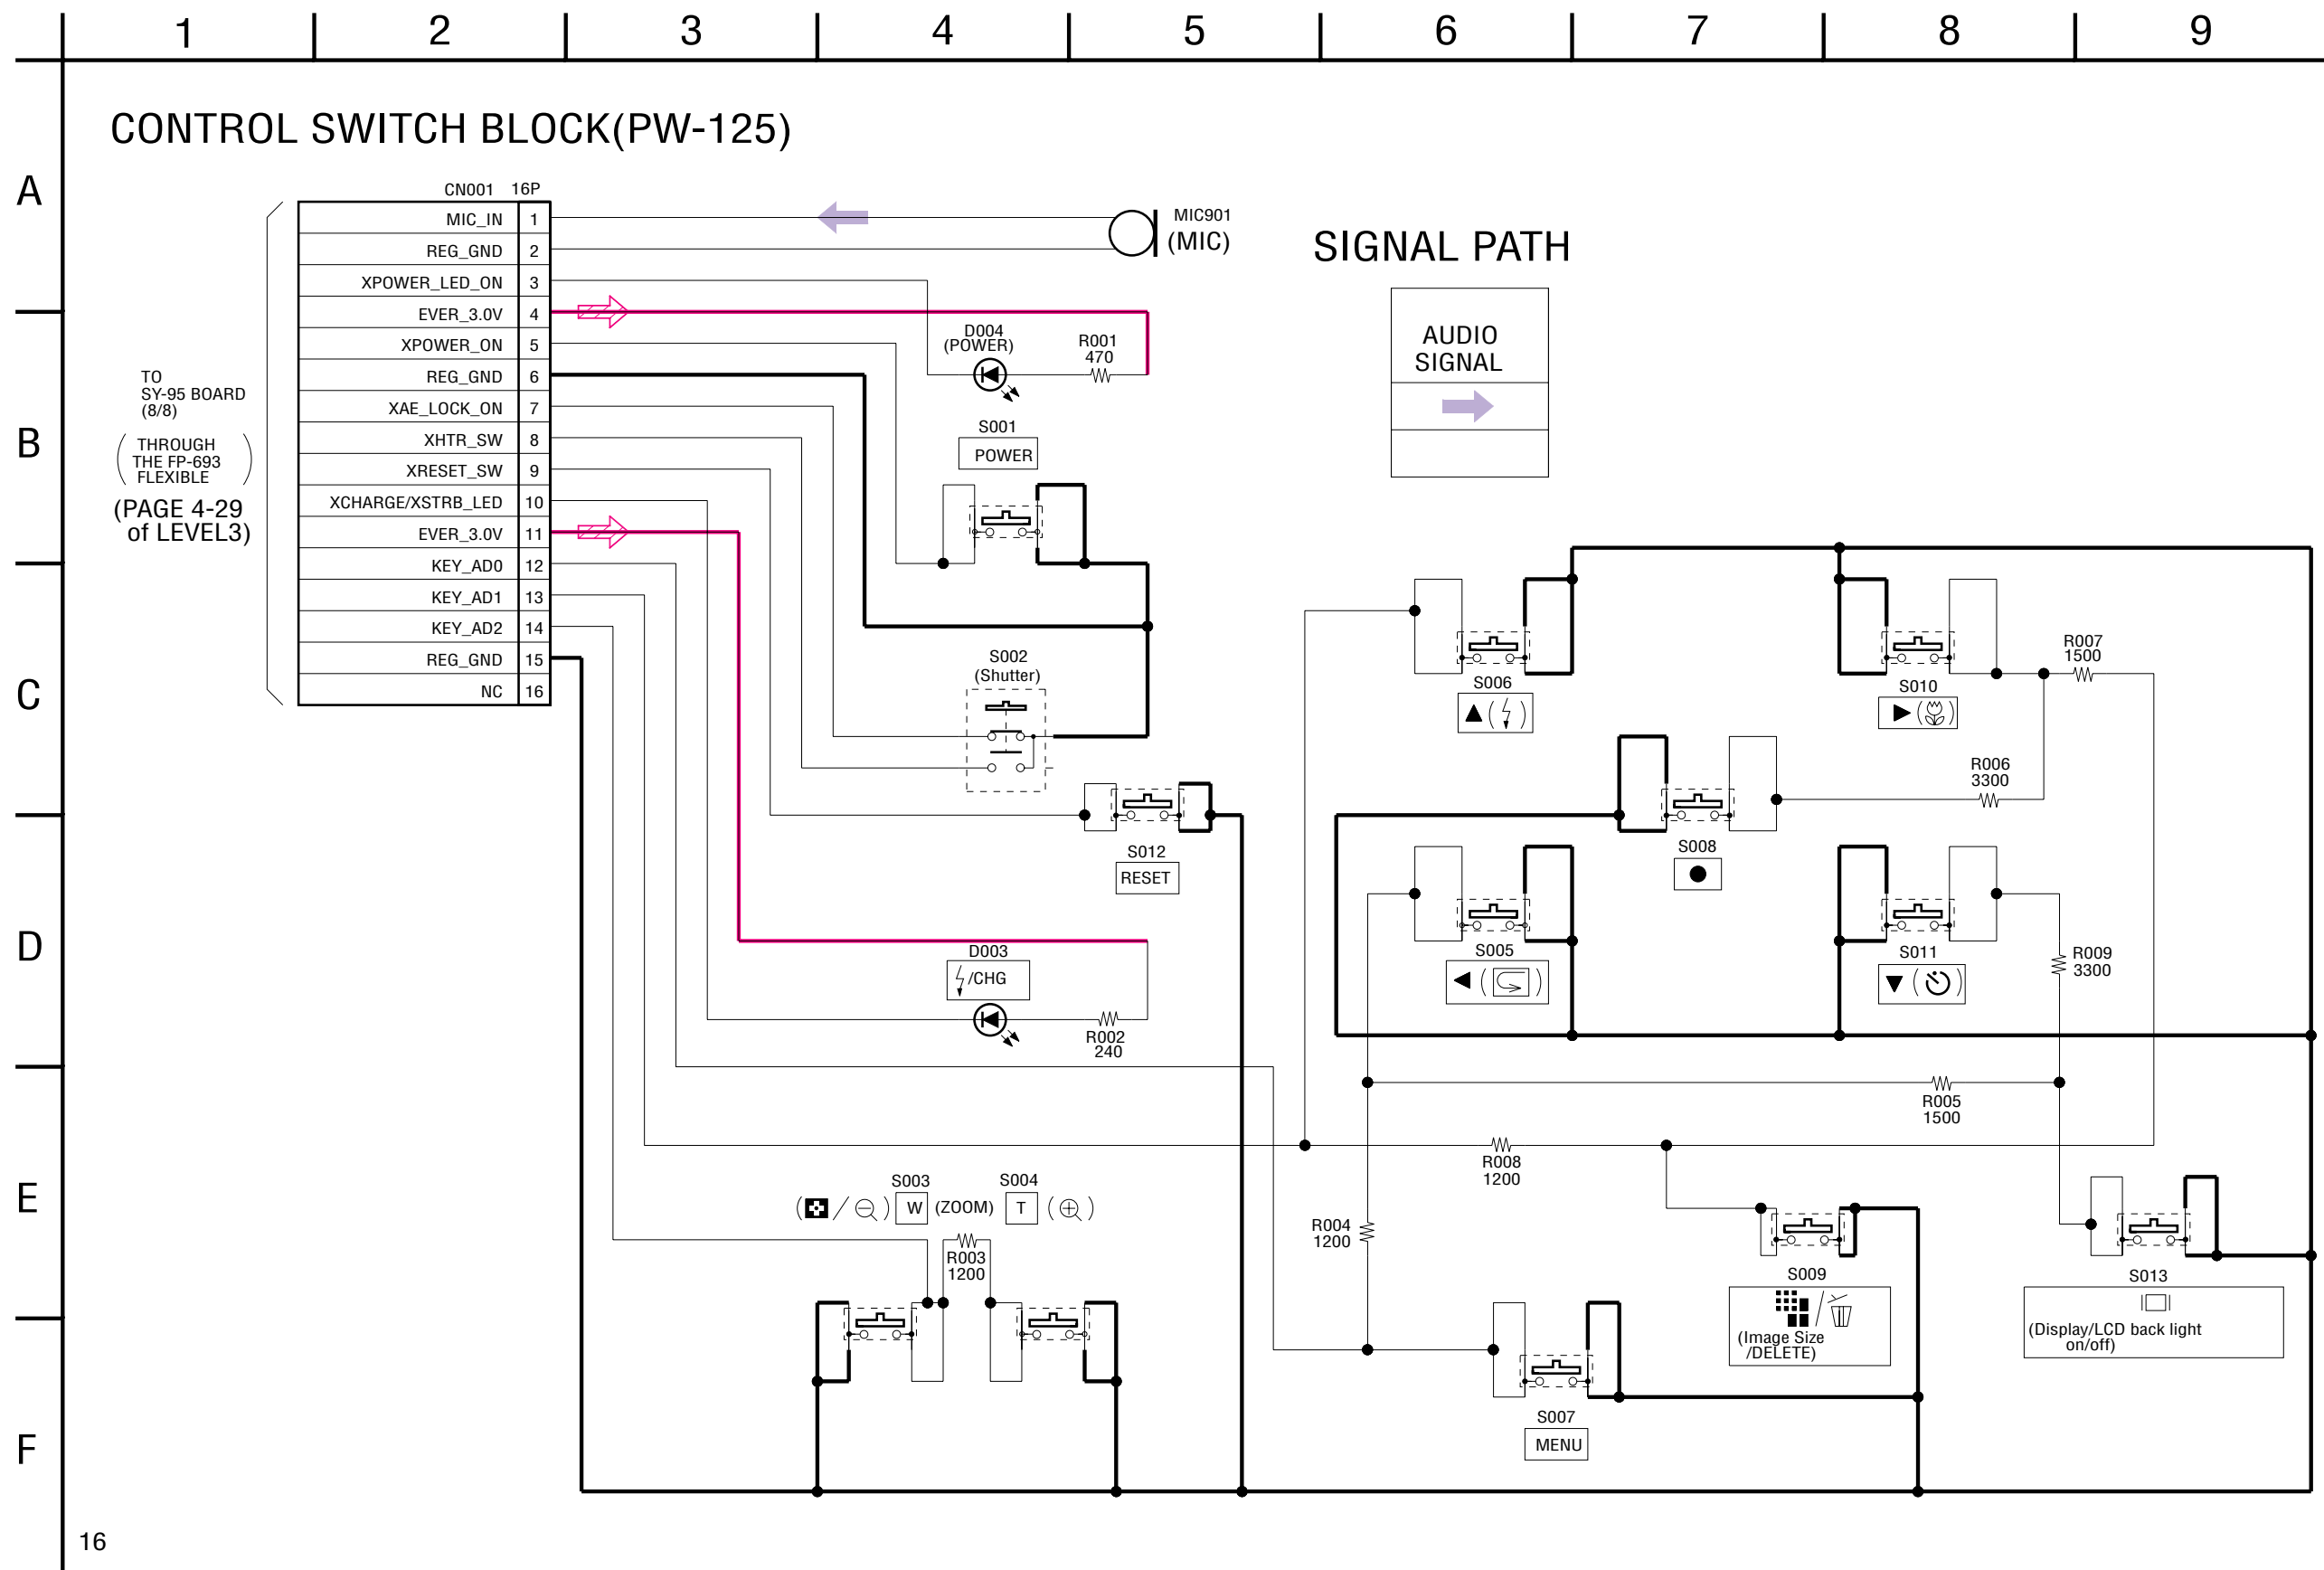 1 2 3 4 5 6 7 8 9
CONTROL SWITCH BLOCK(PW-125)
A
B
C
D
E
F
CN001 16P
MIC_IN 1
REG_GND 2
XPOWER_LED_ON 3
EVER_3.0V 4
XPOWER_ON 5
REG_GND 6
XAE_LOCK_ON 7
XHTR_SW 8
XRESET_SW 9
XCHARGE/XSTRB_LED 10
EVER_3.0V 11
KEY_AD0 12
KEY_AD1 13
KEY_AD2 14
REG_GND 15
NC 16
TO
SY-95 BOARD
(8/8)
THROUGH
THE FP-693
FLEXIBLE
(PAGE 4-29
of LEVEL3)
MIC901
(MIC)
SIGNAL PATH
AUDIO
SIGNAL
D004
(POWER)
R001
470
S001
POWER
S002
(Shutter)
S012
RESET
D003
/CHG
R002
240
S006
▲( )
S010
▶( )
R007
1500
R006
3300
S008
●
S005
◀( )
S011
▼( )
R009
3300
R005
1500
R008
1200
R004
1200
S003
( / ) W (ZOOM)
S004
T ( )
R003
1200
S009
/
(Image Size
/DELETE)
S013
(Display/LCD back light
on/off)
S007
MENU
16